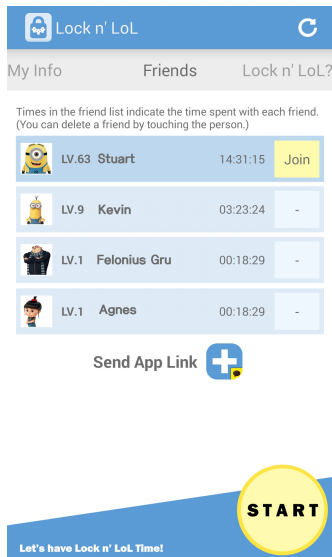 Lock n' LoL
My Info Friends Lock n' LoL?
Times in the friend list indicate the time spent with each friend.
(You can delete a friend by touching the person.)
LV.63 Stuart 14:31:15 Join
LV.9 Kevin 03:23:24 -
LV.1 Felonius Gru 00:18:29 -
LV.1 Agnes 00:18:29 -
Send App Link
START
Let's have Lock n' LoL Time!